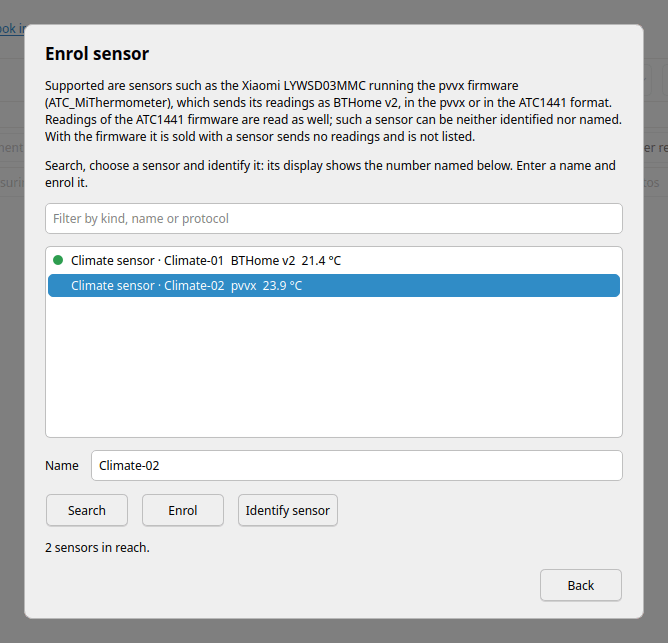 ook i
Enrol sensor
Supported are sensors such as the Xiaomi LYWSD03MMC running the pvvx firmware
(ATC_MiThermometer), which sends its readings as BTHome v2, in the pvvx or in the ATC1441 format.
Readings of the ATC1441 firmware are read as well; such a sensor can be neither identified nor named.
With the firmware it is sold with a sensor sends no readings and is not listed.
Search, choose a sensor and identify it: its display shows the number named below. Enter a name and
enrol it.
Filter by kind, name or protocol
Climate sensor · Climate-01 BTHome v2 21.4 °C
Climate sensor · Climate-02 pvvx 23.9 °C
Name Climate-02
Search Enrol Identify sensor
2 sensors in reach.
Back